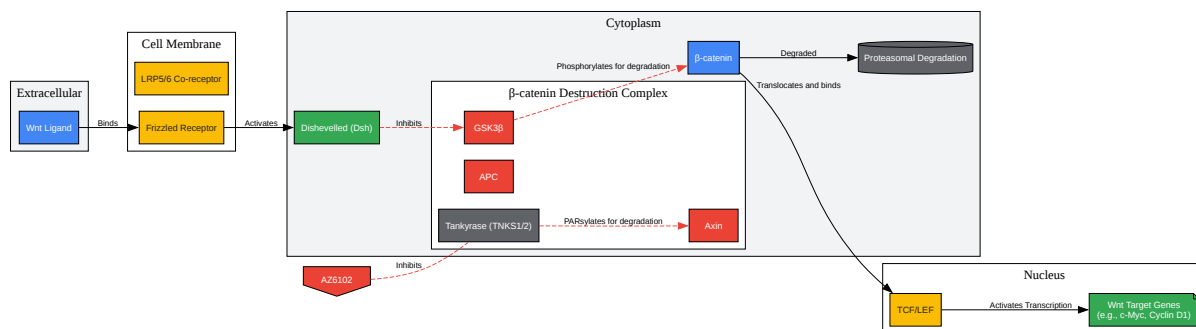 Cytoplasm
Cell Membrane
LRP5/6 Co-receptor
β-catenin
Degraded
Proteasomal Degradation
Phosphorylates for degradation
Translocates and binds
Extracellular
β-catenin Destruction Complex
Wnt Ligand
Binds
Frizzled Receptor
Activates
Dishevelled (Dsh)
Inhibits
GSK3β
APC
Tankyrase (TNKS1/2)
PARsylates for degradation
Axin
Inhibits
AZ6102
Nucleus
TCF/LEF
Activates Transcription
Wnt Target Genes
(e.g., c-Myc, Cyclin D1)